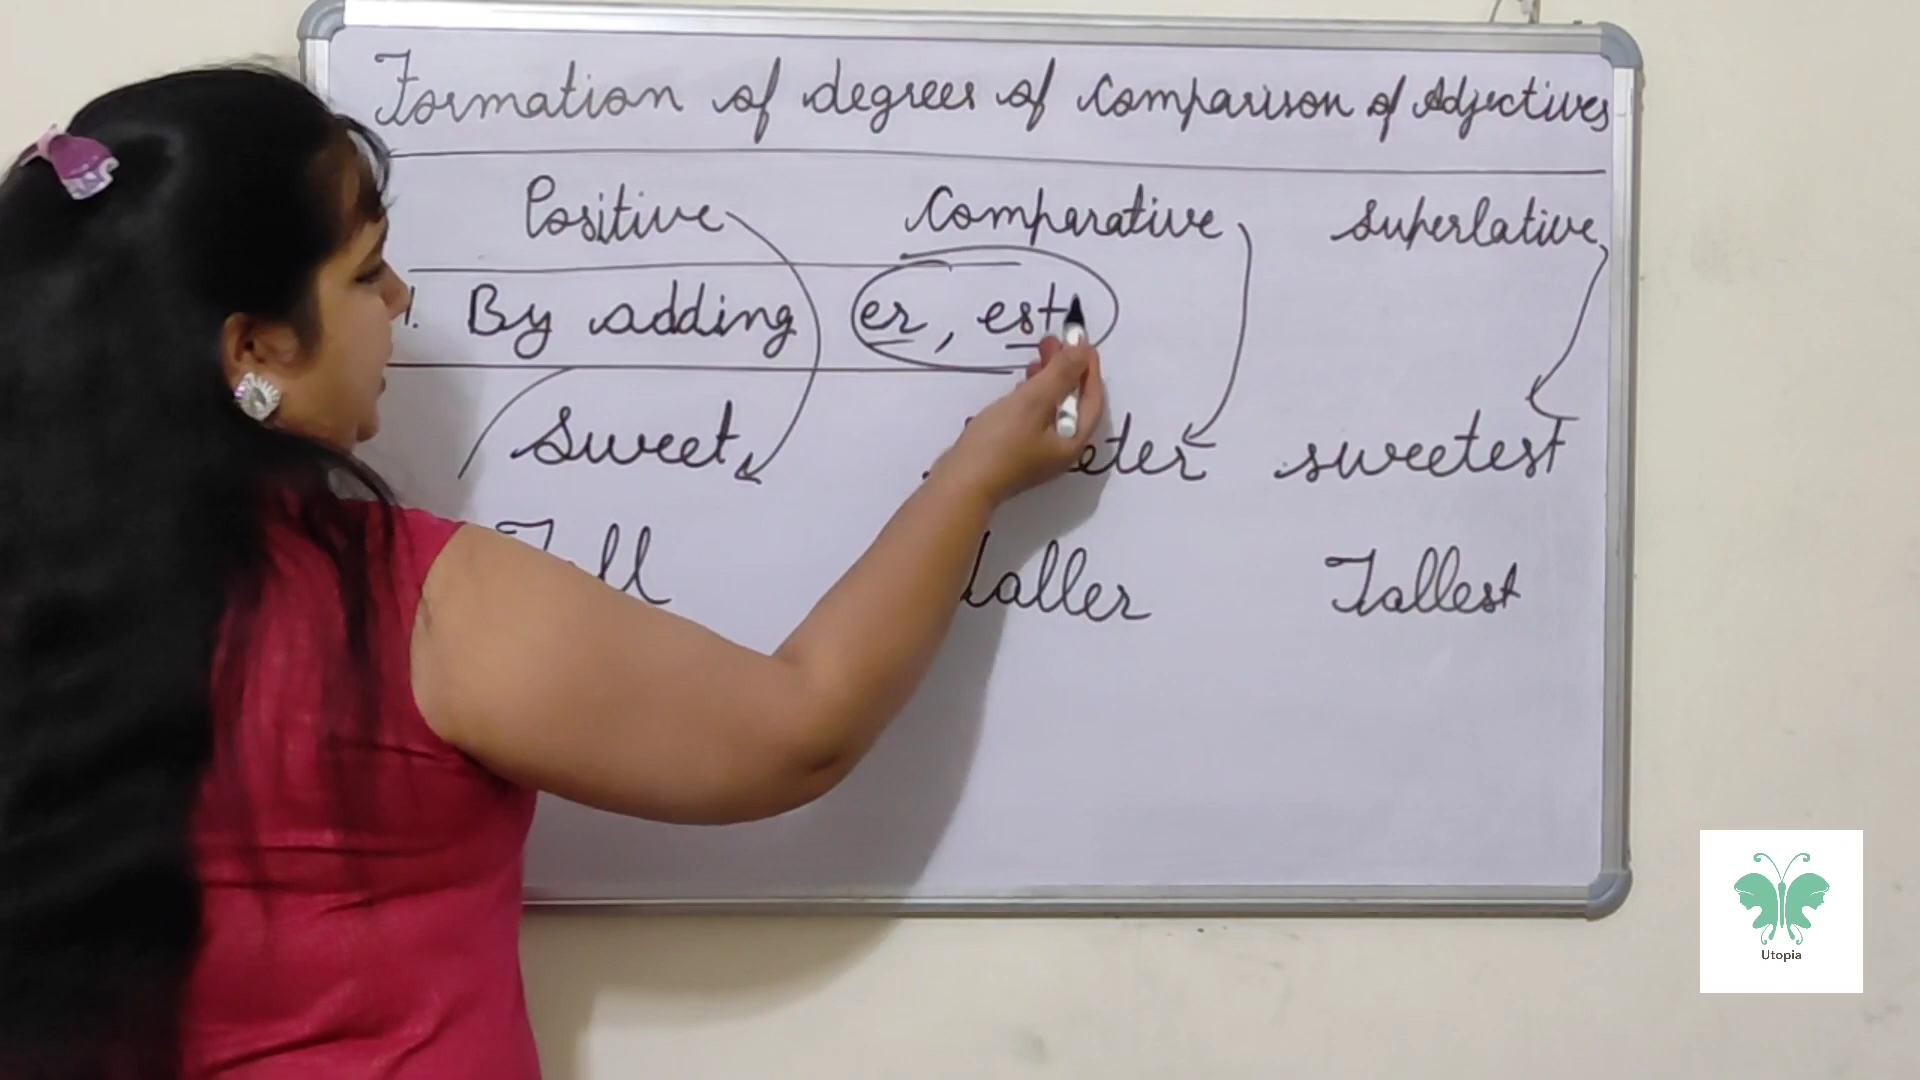 Formation of degrees of comparison of Adjectives
Positive Comparative Superlative
1. By adding er, est
Sweet sweetest
Taller Tallest
Utopia